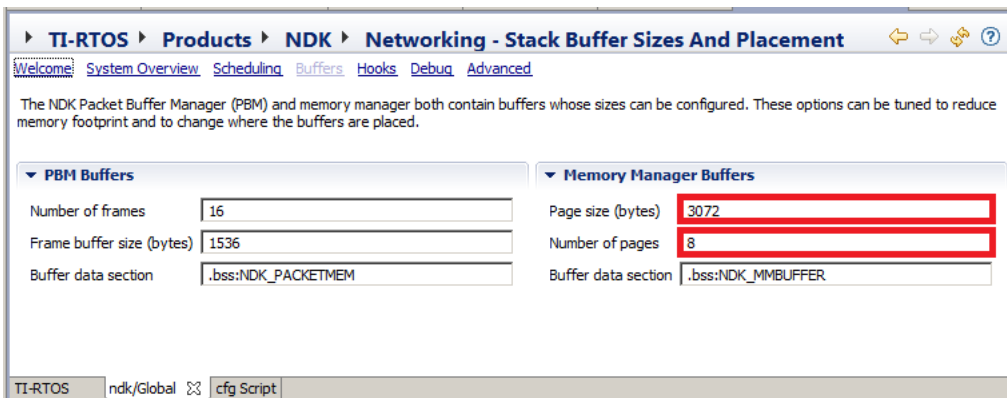 TI-RTOS Products NDK Networking - Stack Buffer Sizes And Placement
Welcome System Overview Scheduling Buffers Hooks Debug Advanced
The NDK Packet Buffer Manager (PBM) and memory manager both contain buffers whose sizes can be configured. These options can be tuned to reduce
memory footprint and to change where the buffers are placed.
PBM Buffers
Number of frames 16
Frame buffer size (bytes) 1536
Buffer data section .bss:NDK_PACKETMEM
Memory Manager Buffers
Page size (bytes) 3072
Number of pages 8
Buffer data section .bss:NDK_MMBUFFER
TI-RTOS ndk/Global cfg Script